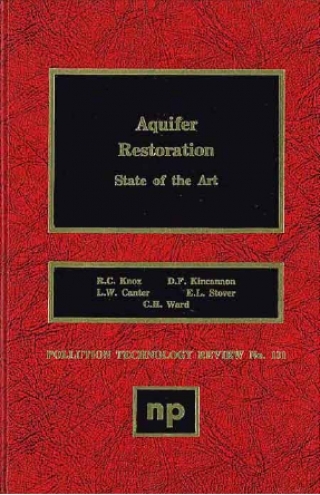 Aquifer
Restoration
State of the Art
R.C. Knox D.F. Kincannon
L.W. Canter E.L. Stover
C.H. Ward
POLLUTION TECHNOLOGY REVIEW No. 131
np